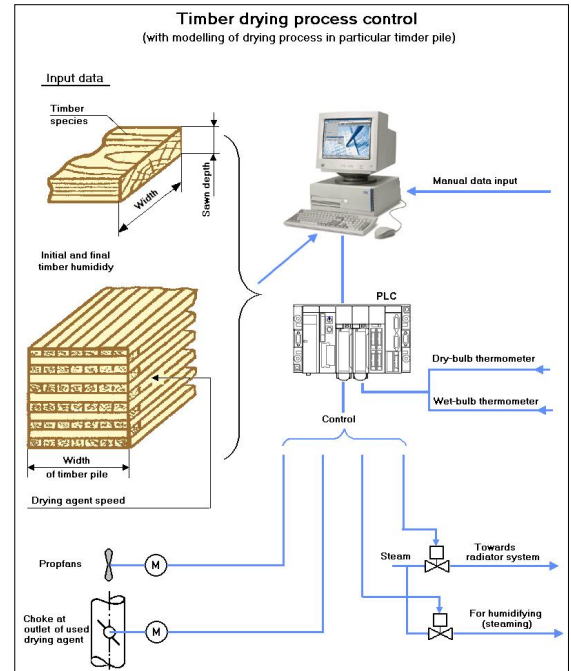 Timber drying process control
(with modelling of drying process in particular timder pile)
Input data
Timber
species
Width
Sawn depth
Manual data input
Initial and final
timber humididy
PLC
Dry-bulb thermometer
Wet-bulb thermometer
Control
Width
of timber pile
Drying agent speed
Propfans
M
Steam
Towards
radiator system
Choke at
outlet of used
drying agent
M
For humidifying
(steaming)